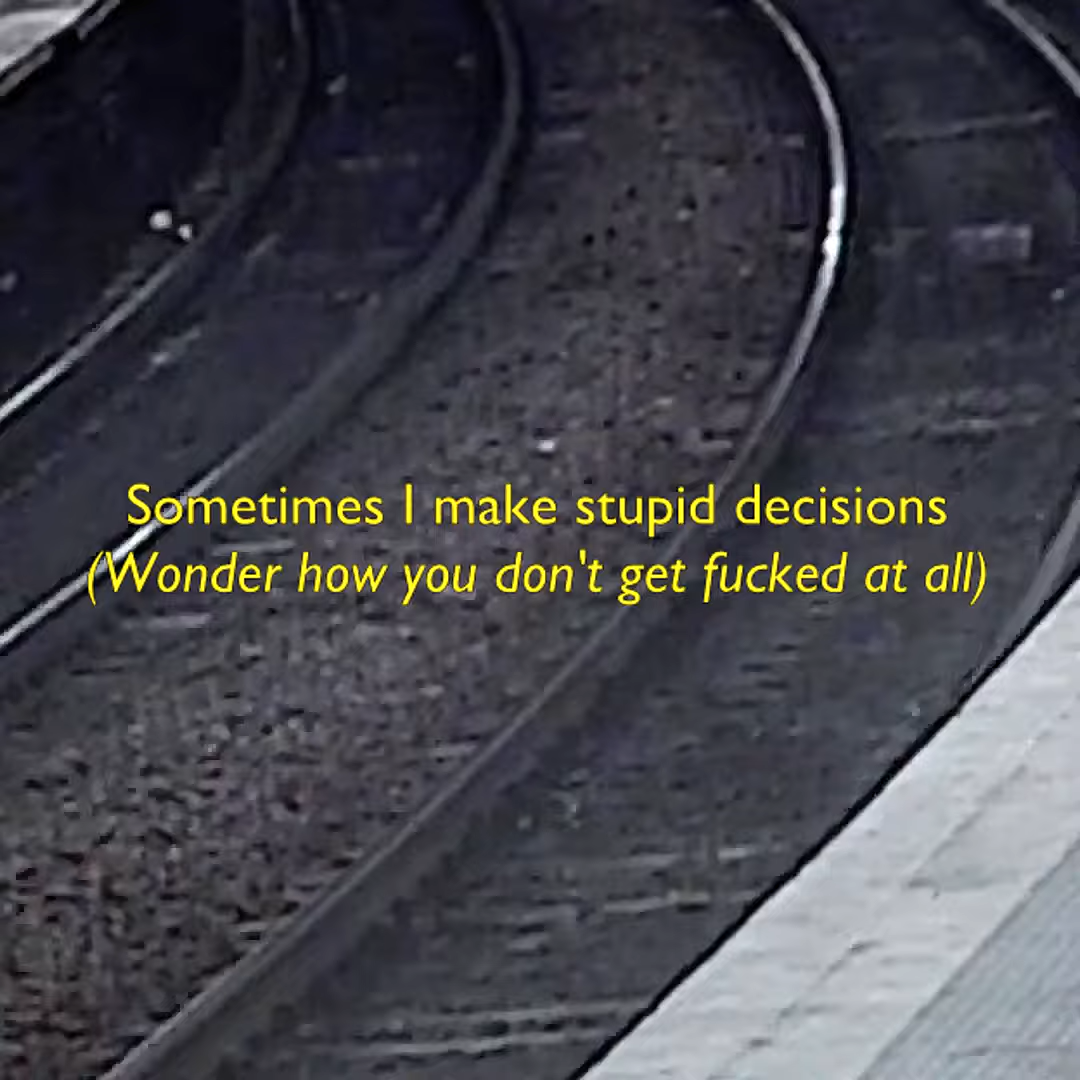 Sometimes I make stupid decisions
(Wonder how you don't get fucked at all)